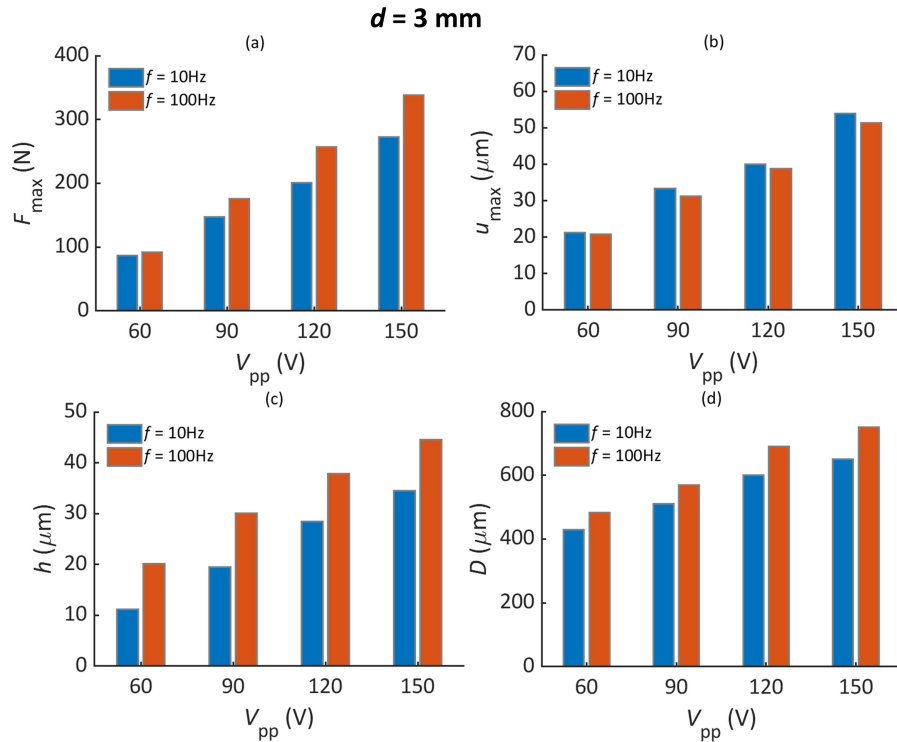 d = 3 mm
(a)
400
300
200
100
0
F max (N)
f = 10Hz
f = 100Hz
60 90 120 150
V pp (V)
(b)
70
60
50
40
30
20
10
0
u max (μm)
f = 10Hz
f = 100Hz
60 90 120 150
V pp (V)
(c)
50
40
30
20
10
0
h (μm)
f = 10Hz
f = 100Hz
60 90 120 150
V pp (V)
(d)
800
600
400
200
0
D (μm)
f = 10Hz
f = 100Hz
60 90 120 150
V pp (V)